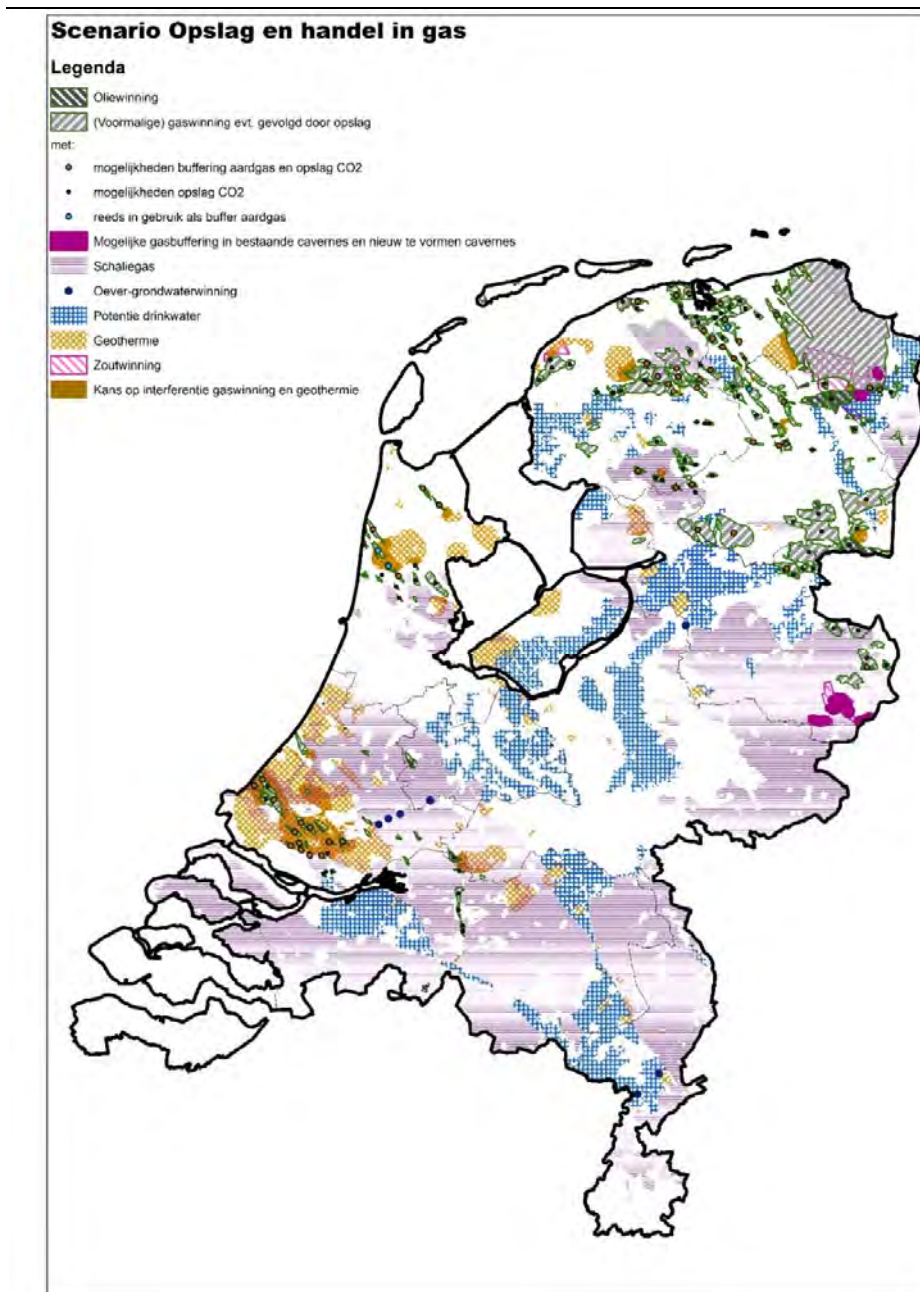 Scenario Opslag en handel in gas
Legenda
Oliewinning
(Voormalige) gaswinning evt. gevolgd door opslag
met:
mogelijkheden buffering aardgas en opslag CO2
mogelijkheden opslag CO2
reeds in gebruik als buffer aardgas
Mogelijke gasbuffering in bestaande cavernes en nieuw te vormen cavernes
Schaliegas
Oever-grondwaterwinning
Potentie drinkwater
Geothermie
Zoutwinning
Kans op interferentie gaswinning en geothermie